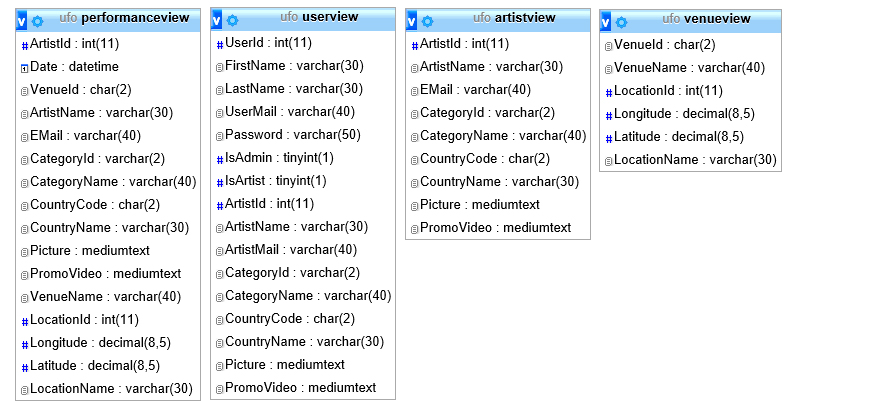 ufo performanceview
ArtistId : int(11)
Date : datetime
VenueId : char(2)
ArtistName : varchar(30)
EMail : varchar(40)
CategoryId : varchar(2)
CategoryName : varchar(40)
CountryCode : char(2)
CountryName : varchar(30)
Picture : mediumtext
PromoVideo : mediumtext
VenueName : varchar(40)
LocationId : int(11)
Longitude : decimal(8,5)
Latitude : decimal(8,5)
LocationName : varchar(30)
ufo userview
UserId : int(11)
FirstName : varchar(30)
LastName : varchar(30)
UserMail : varchar(40)
Password : varchar(50)
IsAdmin : tinyint(1)
IsArtist : tinyint(1)
ArtistId : int(11)
ArtistName : varchar(30)
ArtistMail : varchar(40)
CategoryId : varchar(2)
CategoryName : varchar(40)
CountryCode : char(2)
CountryName : varchar(30)
Picture : mediumtext
PromoVideo : mediumtext
ufo artistview
ArtistId : int(11)
ArtistName : varchar(30)
EMail : varchar(40)
CategoryId : varchar(2)
CategoryName : varchar(40)
CountryCode : char(2)
CountryName : varchar(30)
Picture : mediumtext
PromoVideo : mediumtext
ufo venueview
VenueId : char(2)
VenueName : varchar(40)
LocationId : int(11)
Longitude : decimal(8,5)
Latitude : decimal(8,5)
LocationName : varchar(30)